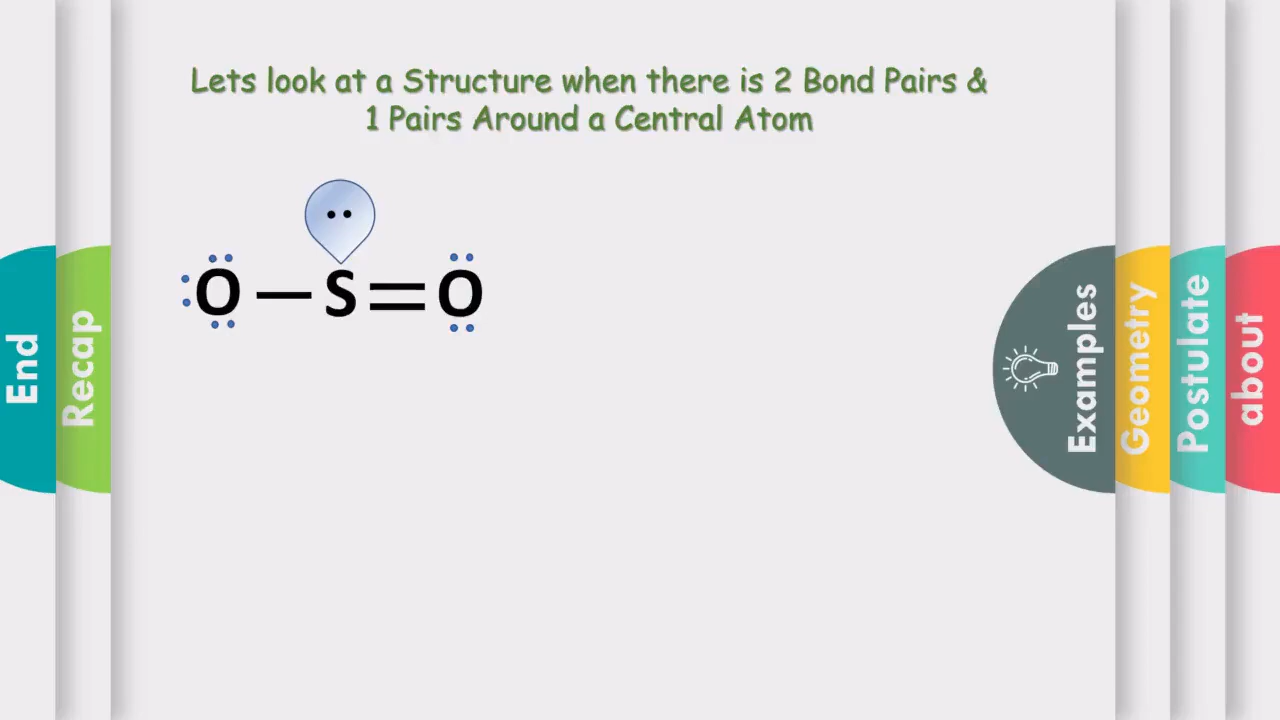 Lets look at a Structure when there is 2 Bond Pairs &
1 Pairs Around a Central Atom
O — S = O
End
Recap
Examples
Geometry
Postulate
about